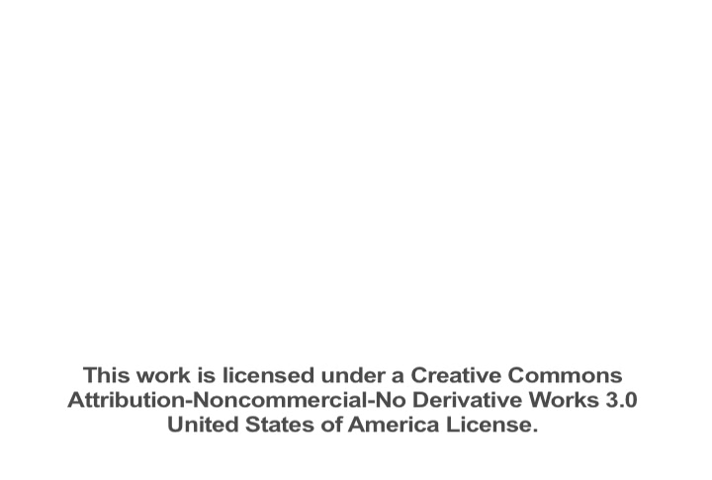 This work is licensed under a Creative Commons
Attribution-Noncommercial-No Derivative Works 3.0
United States of America License.